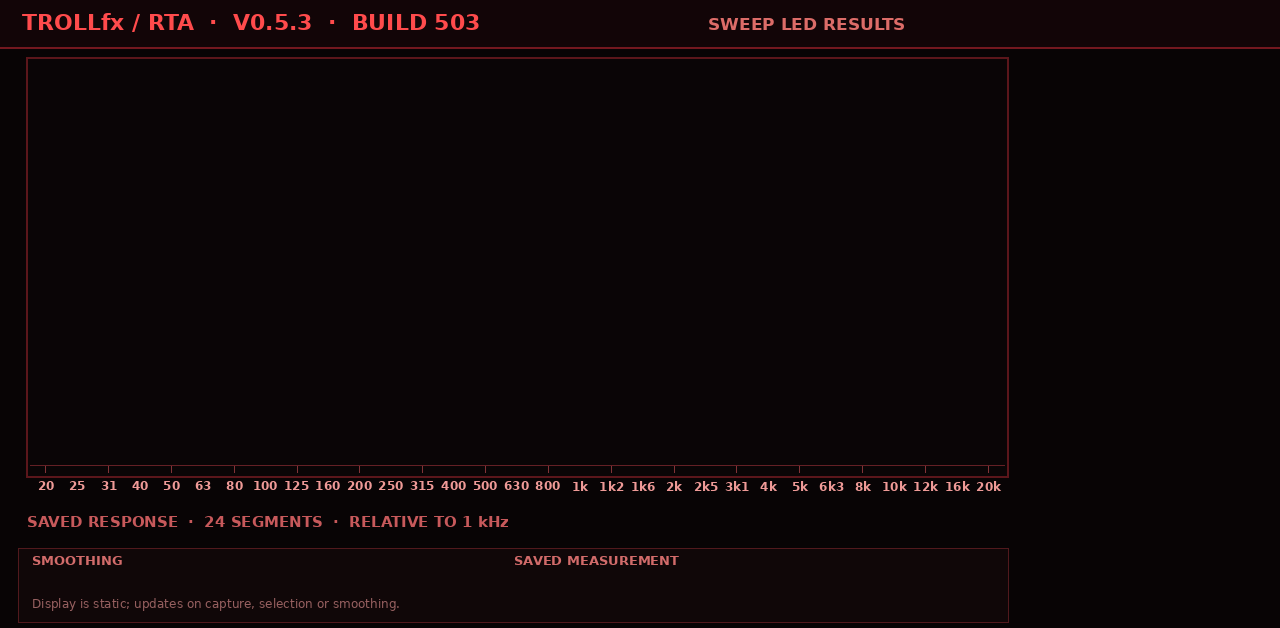 TROLLfx / RTA · V0.5.3 · BUILD 503
SWEEP LED RESULTS
20 25 31 40 50 63 80 100 125 160 200 250 315 400 500 630 800 1k 1k2 1k6 2k 2k5 3k1 4k 5k 6k3 8k 10k 12k 16k 20k
SAVED RESPONSE · 24 SEGMENTS · RELATIVE TO 1 kHz
SMOOTHING
SAVED MEASUREMENT
Display is static; updates on capture, selection or smoothing.